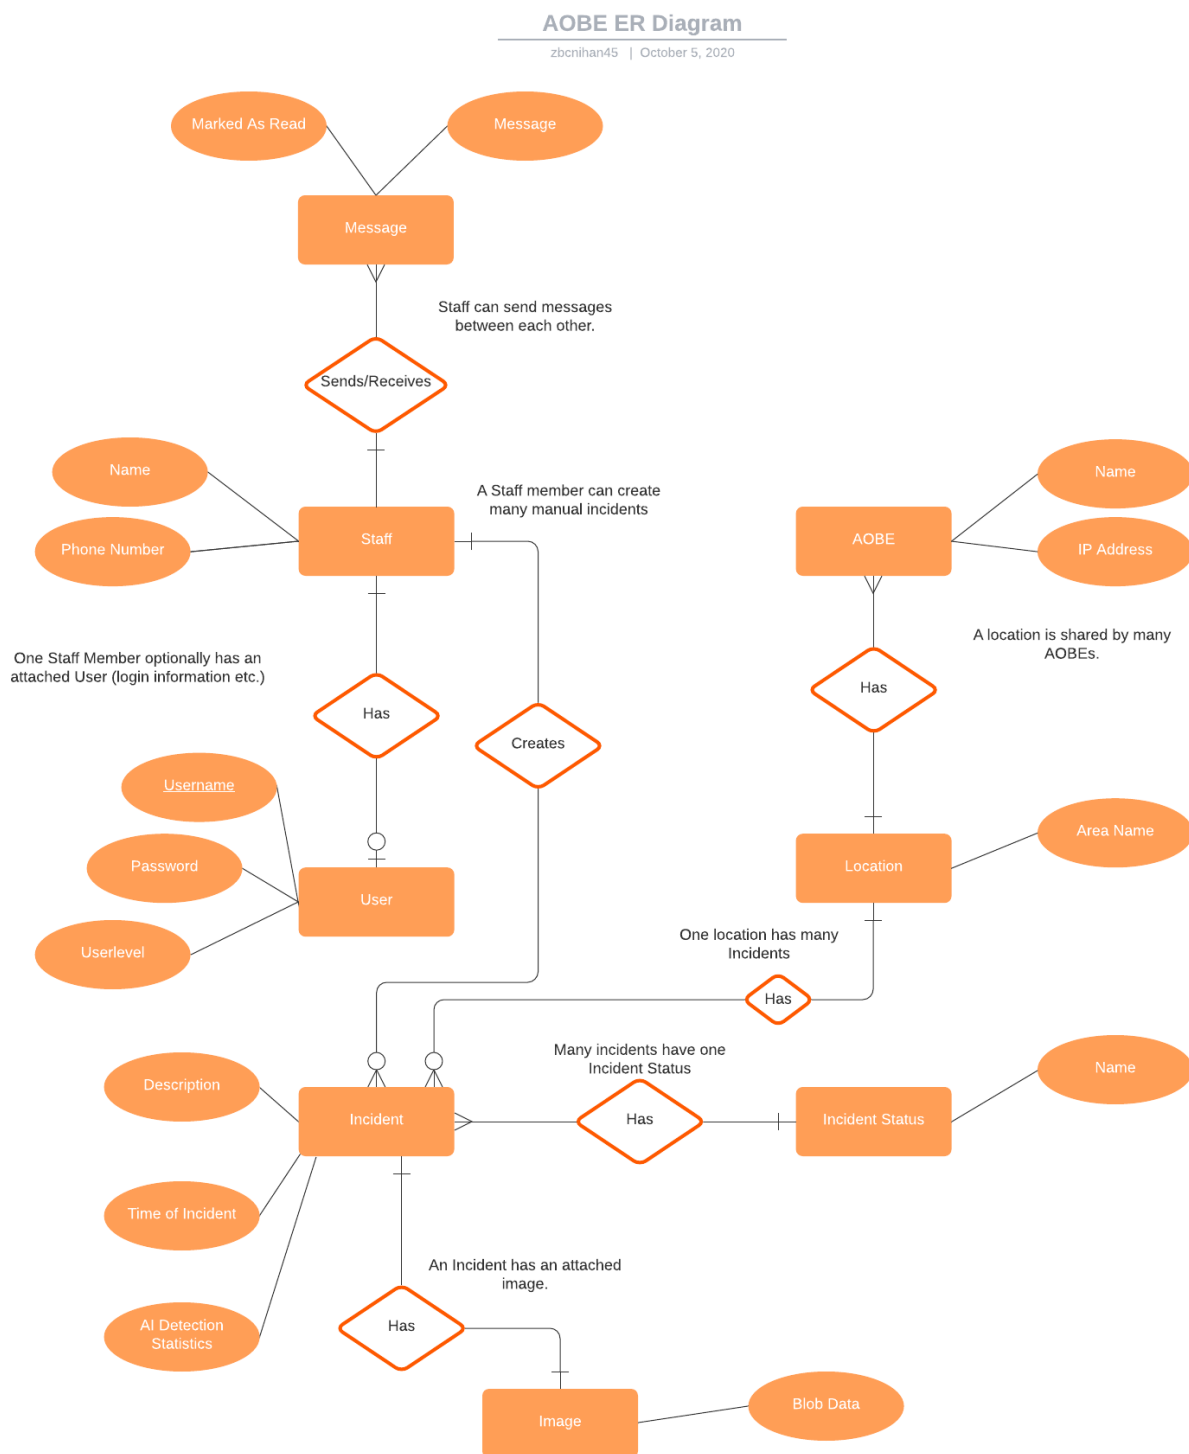 AOBE ER Diagram
zbcnihan45 | October 5, 2020
Marked As Read
Message
Message
Staff can send messages
between each other.
Sends/Receives
Name
Phone Number
Staff
A Staff member can create
many manual incidents
AOBE
Name
IP Address
One Staff Member optionally has an
attached User (login information etc.)
Has
Creates
A location is shared by many
AOBEs.
Has
Username
Password
Userlevel
User
Location
Area Name
One location has many
Incidents
Has
Many incidents have one
Incident Status
Description
Incident
Has
Incident Status
Name
Time of Incident
AI Detection
Statistics
An Incident has an attached
image.
Has
Image
Blob Data